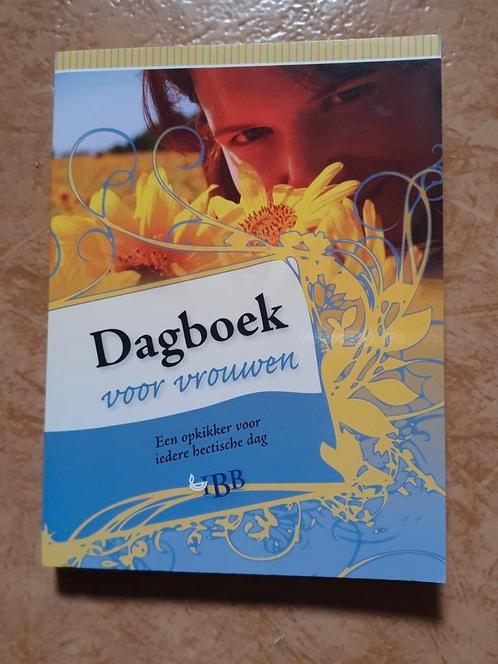 Dagboek
voor vrouwen
Een opkikker voor
iedere hectische dag
IBB